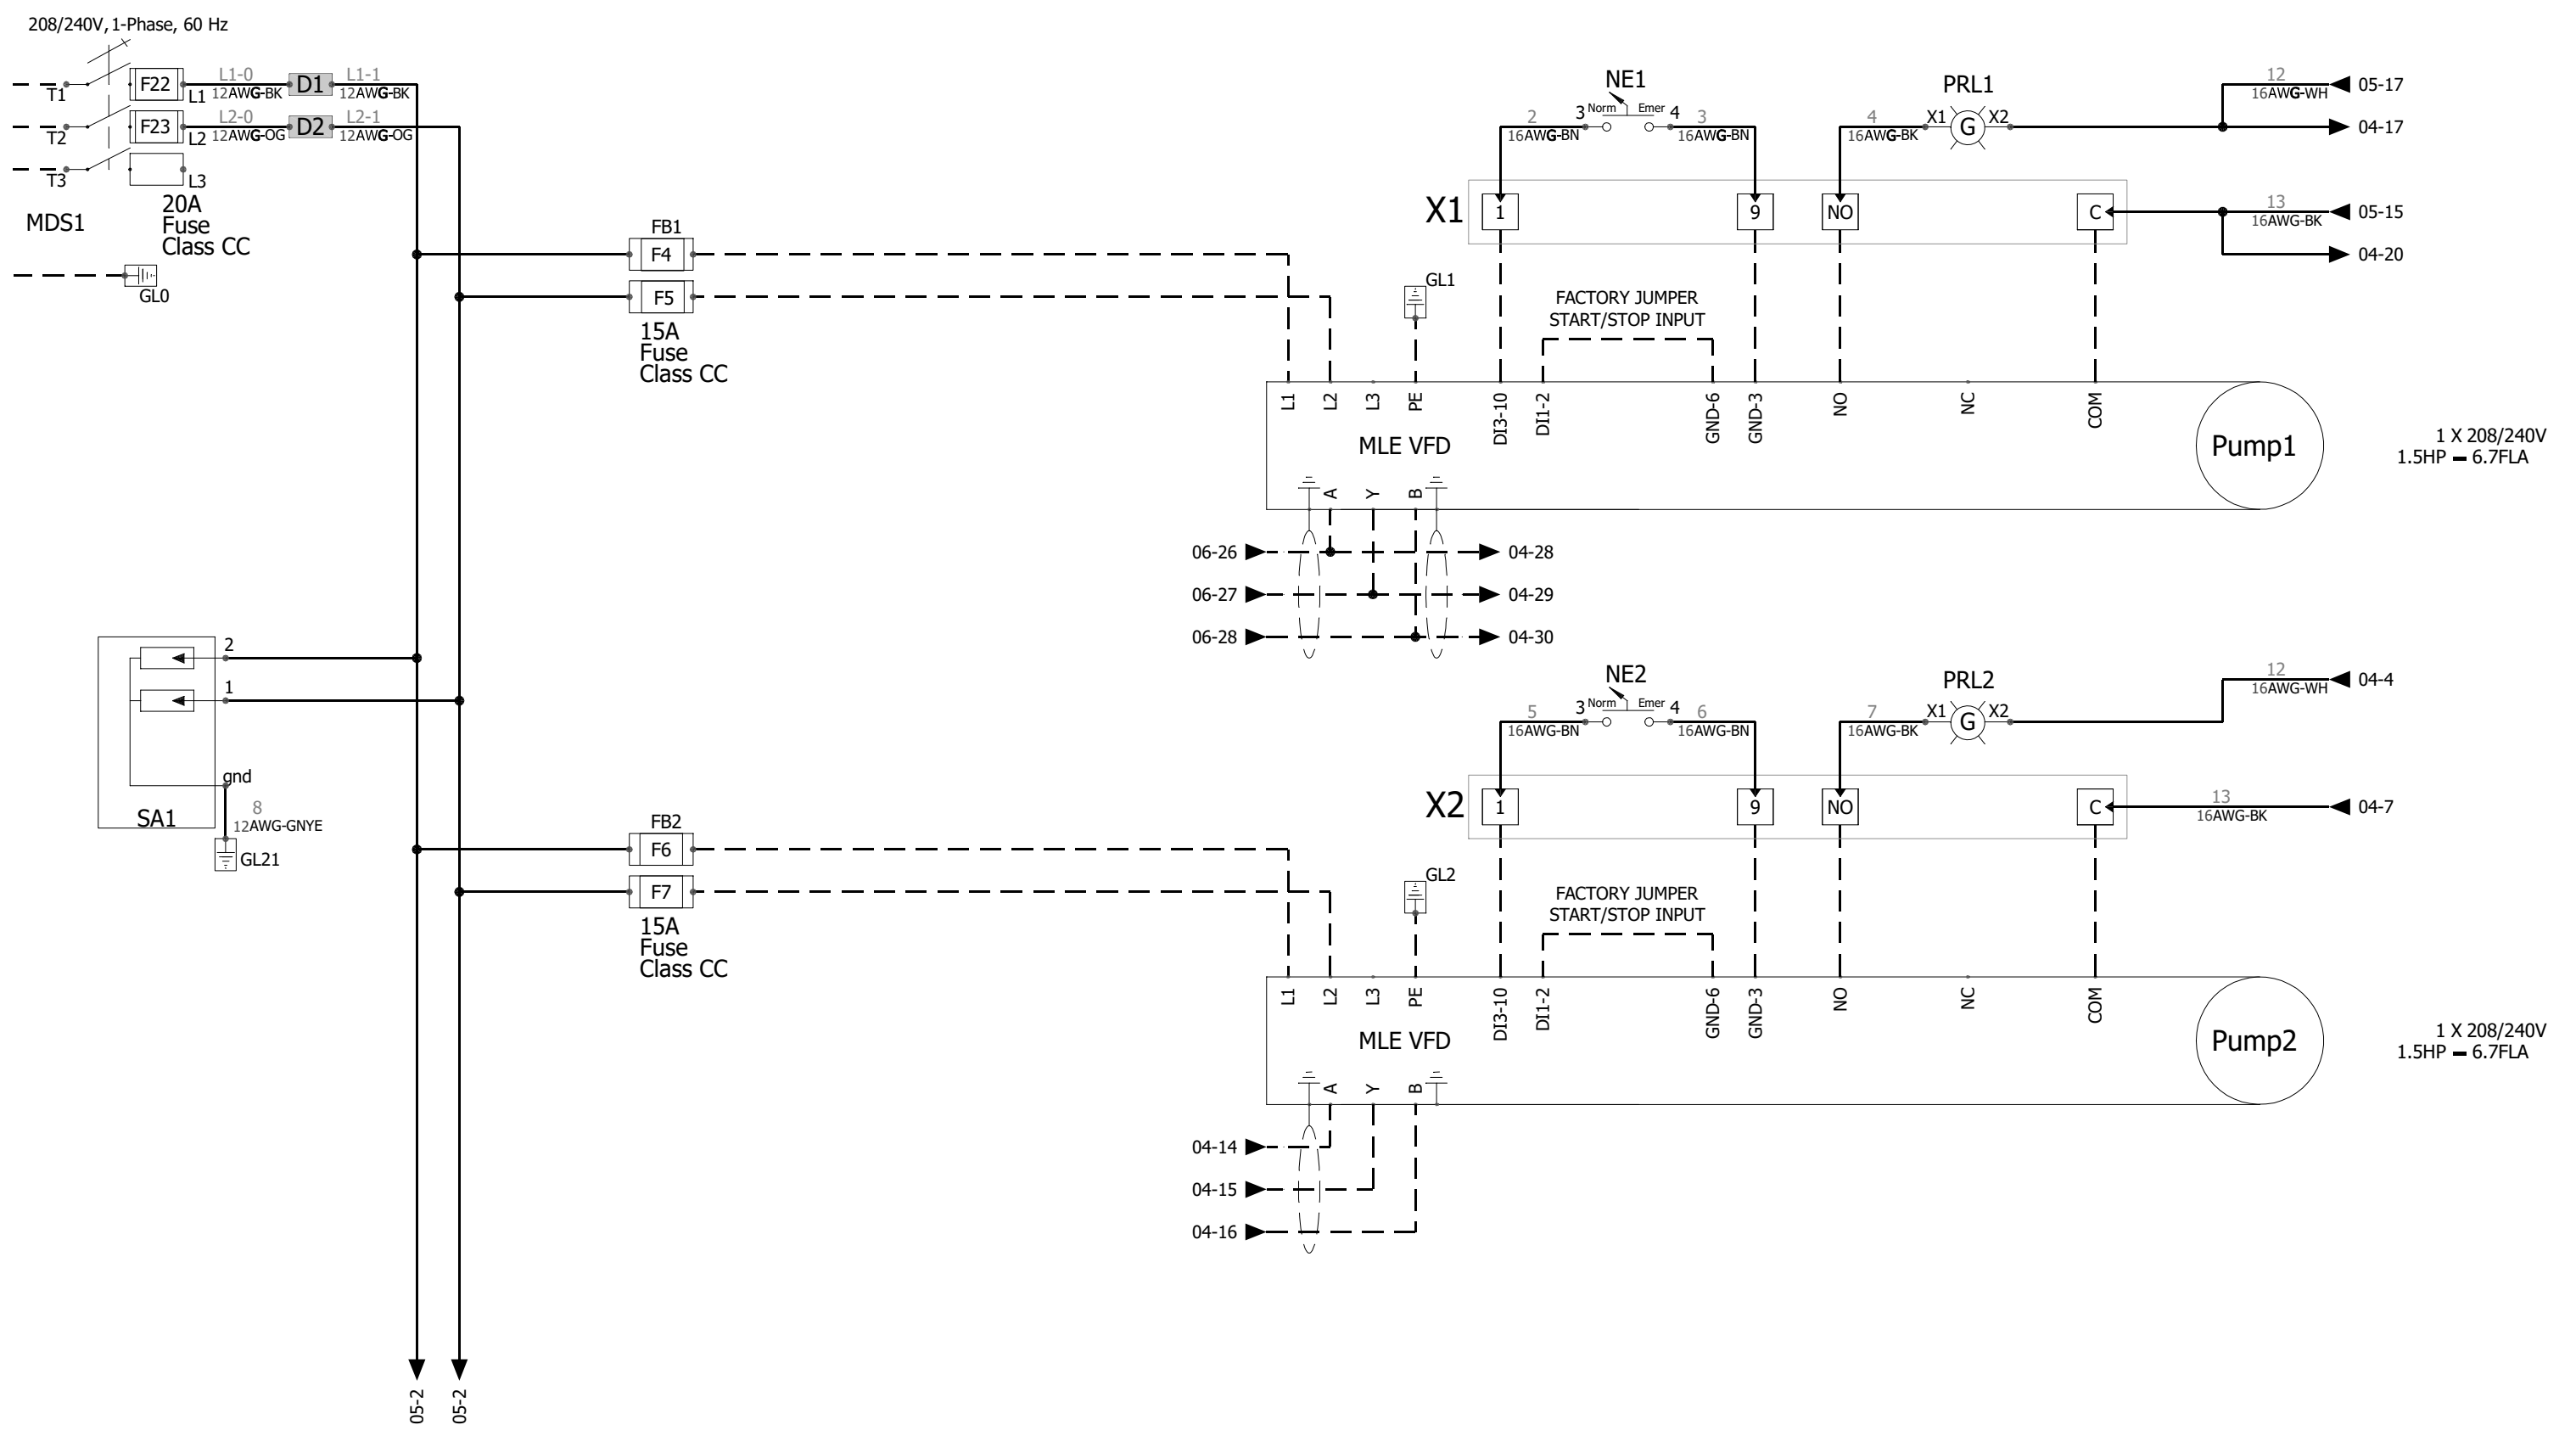 208/240V, 1-Phase, 60 Hz
T1
F22
L1
L1-0
12AWG-BK
D1
L1-1
12AWG-BK
T2
F23
L2
L2-0
12AWG-OG
D2
L2-1
12AWG-OG
T3
L3
MDS1
20A
Fuse
Class CC
GL0
FB1
F4
F5
15A
Fuse
Class CC
NE1
2
16AWG-BN
3
Norm
Emer
4
3
16AWG-BN
PRL1
4
16AWG-BK
X1
G
X2
12
16AWG-WH
05-17
04-17
X1
1
9
NO
C
13
16AWG-BK
05-15
04-20
GL1
FACTORY JUMPER
START/STOP INPUT
L1
L2
L3
PE
DI3-10
DI1-2
GND-6
GND-3
NO
NC
COM
MLE VFD
Pump1
1 X 208/240V
1.5HP - 6.7FLA
A
Y
B
06-26
04-28
06-27
04-29
06-28
04-30
2
1
gnd
SA1
8
12AWG-GNYE
GL21
FB2
F6
F7
15A
Fuse
Class CC
NE2
5
16AWG-BN
3
Norm
Emer
4
6
16AWG-BN
PRL2
7
16AWG-BK
X1
G
X2
12
16AWG-WH
04-4
X2
1
9
NO
C
13
16AWG-BK
04-7
GL2
FACTORY JUMPER
START/STOP INPUT
L1
L2
L3
PE
DI3-10
DI1-2
GND-6
GND-3
NO
NC
COM
MLE VFD
Pump2
1 X 208/240V
1.5HP - 6.7FLA
A
Y
B
04-14
04-15
04-16
05-2
05-2